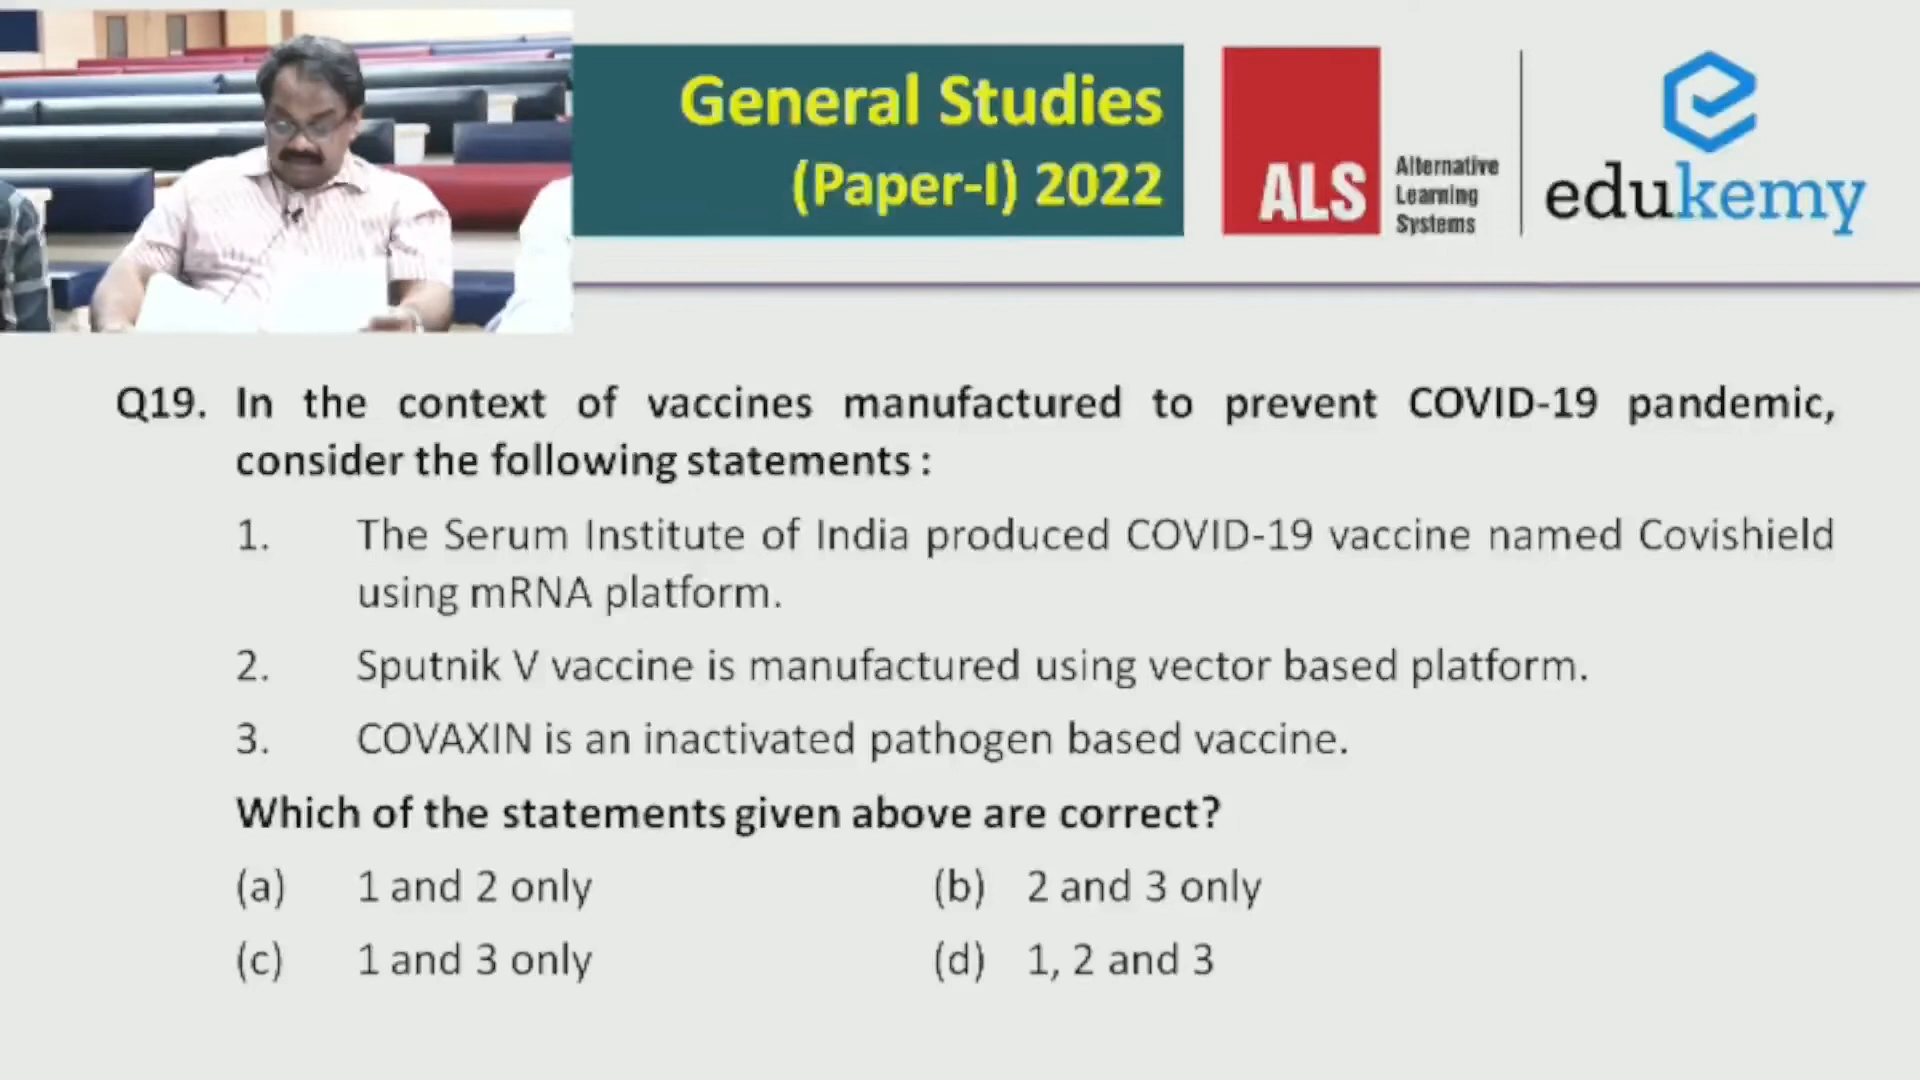 General Studies
(Paper-I) 2022
ALS
Alternative
Learning
Systems
edukemy
Q19. In the context of vaccines manufactured to prevent COVID-19 pandemic,
consider the following statements :
1. The Serum Institute of India produced COVID-19 vaccine named Covishield
using mRNA platform.
2. Sputnik V vaccine is manufactured using vector based platform.
3. COVAXIN is an inactivated pathogen based vaccine.
Which of the statements given above are correct?
(a) 1 and 2 only (b) 2 and 3 only
(c) 1 and 3 only (d) 1, 2 and 3